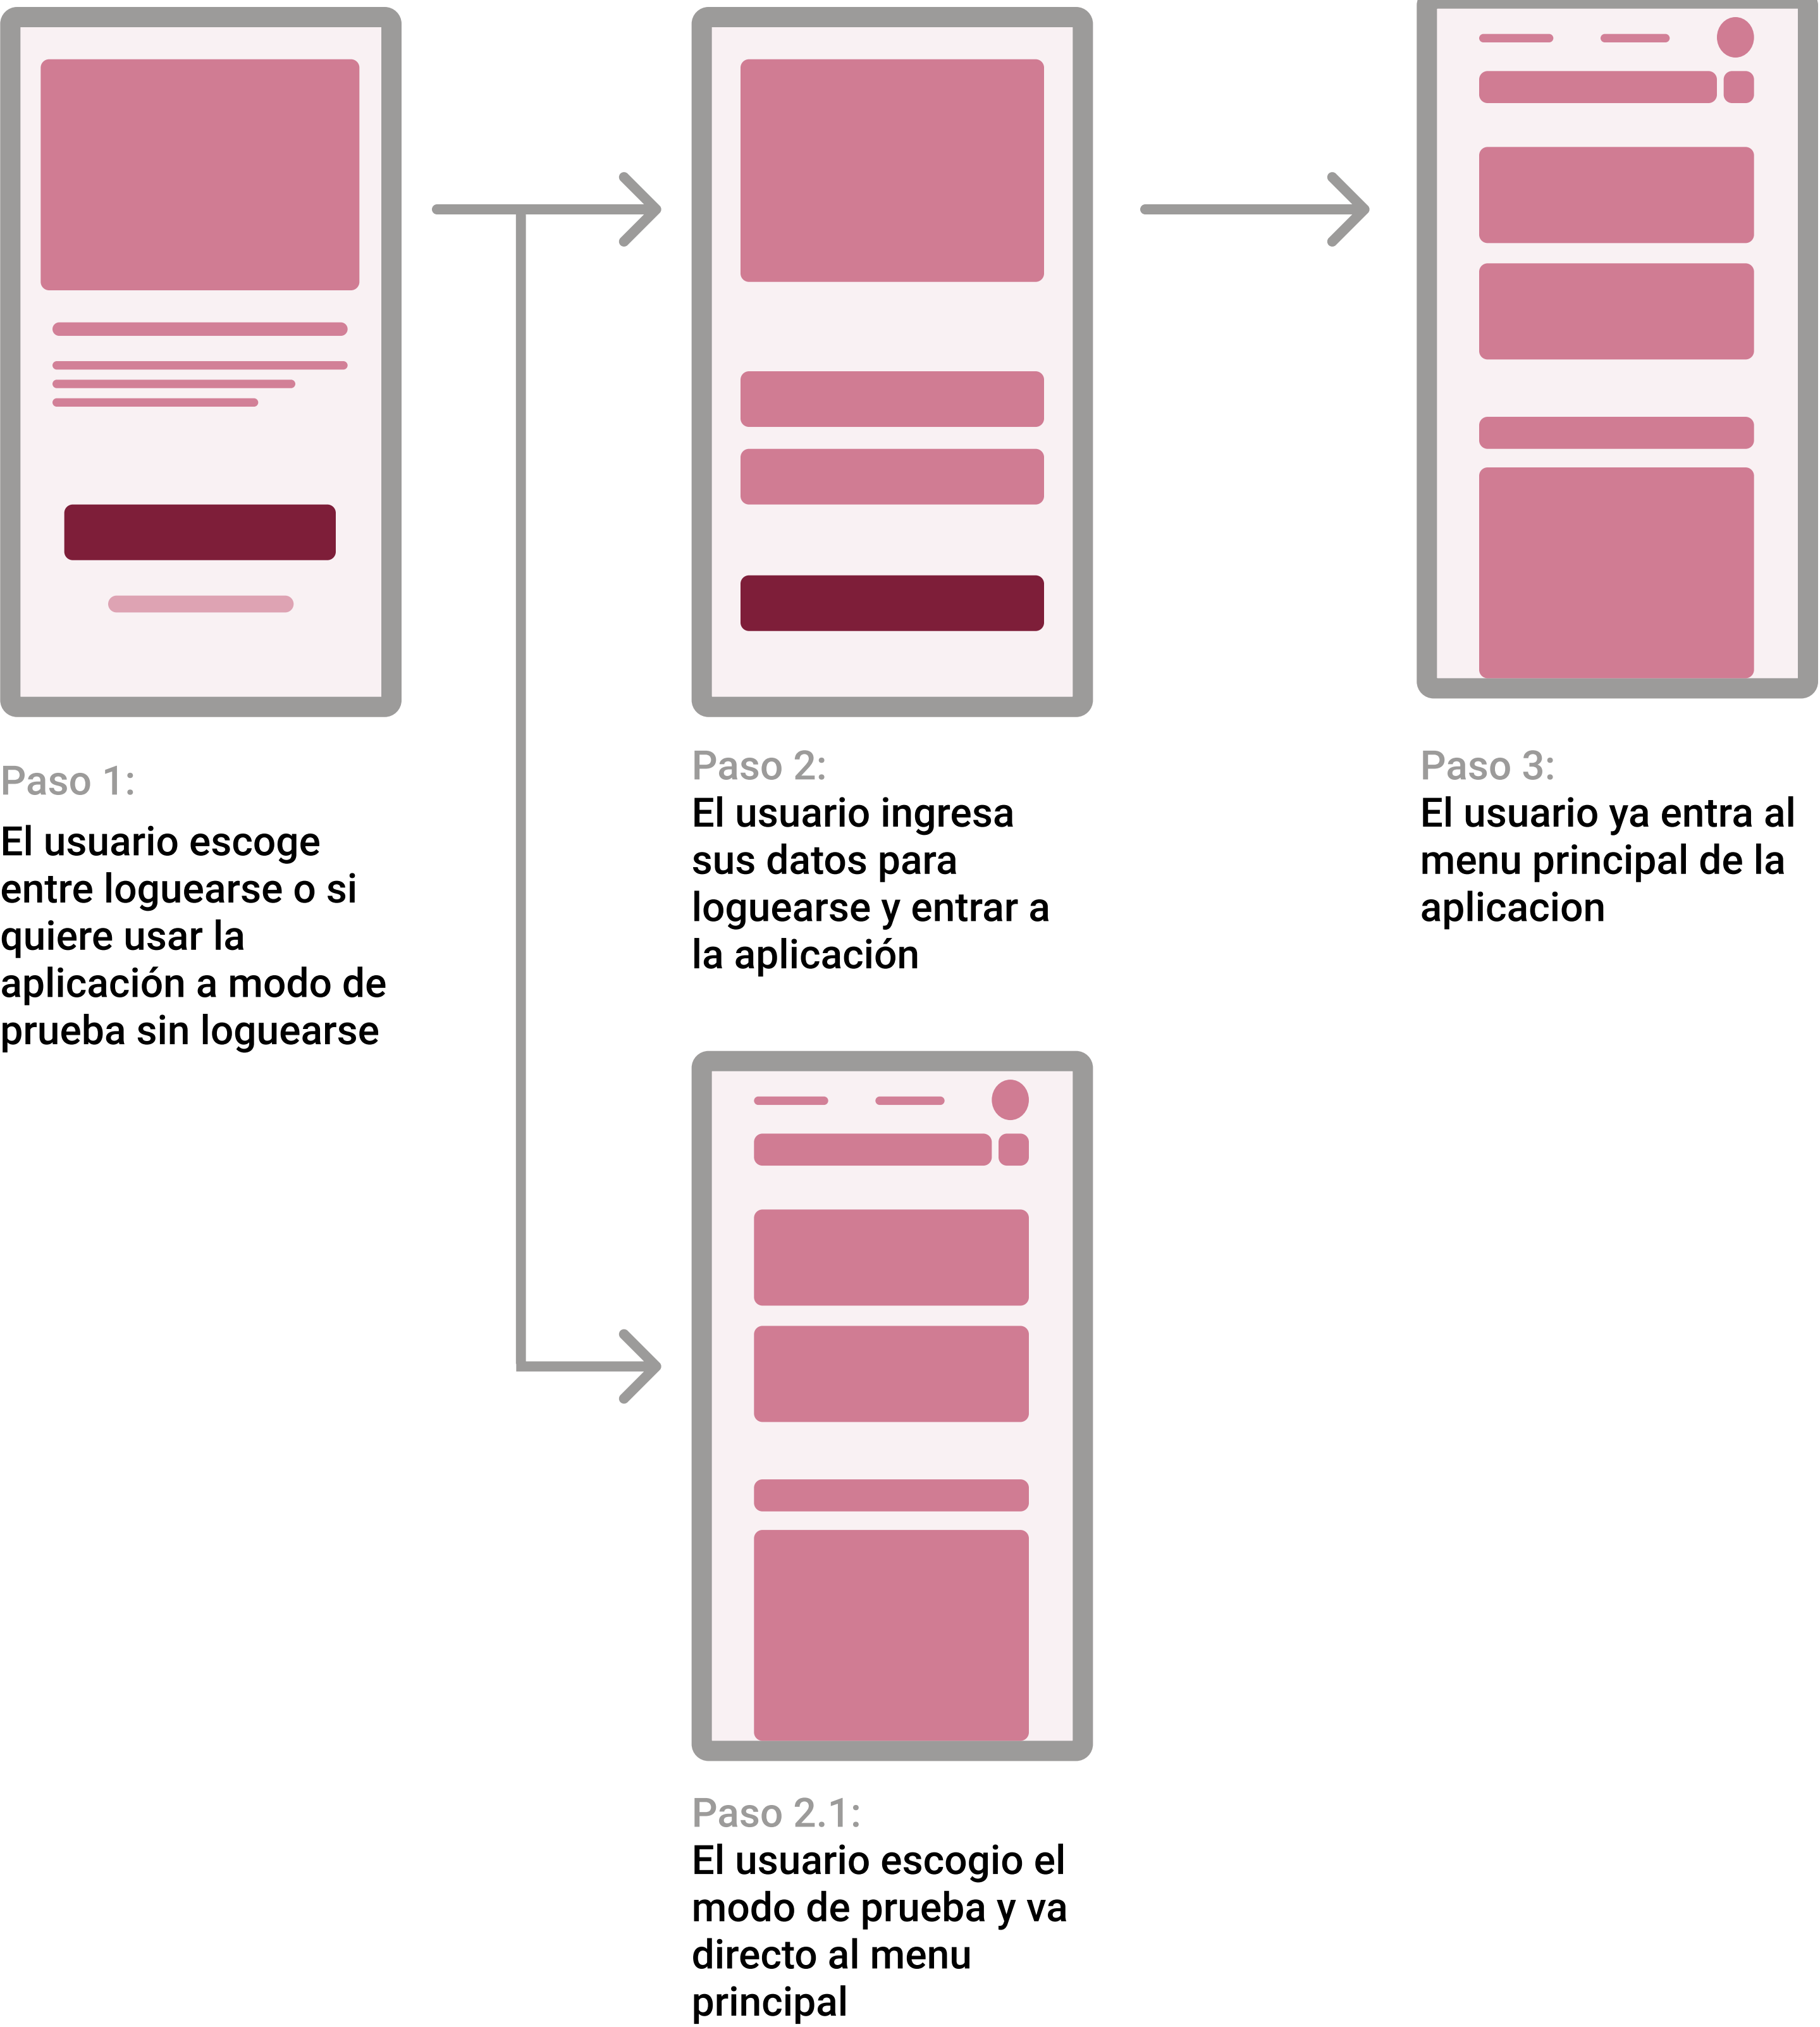 Paso 1:
El usuario escoge
entre loguearse o si
quiere usar la
aplicación a modo de
prueba sin loguearse
Paso 2:
El usuario ingresa
sus datos para
loguearse y entrar a
la aplicación
Paso 3:
El usuario ya entra al
menu principal de la
aplicacion
Paso 2.1:
El usuario escogio el
modo de prueba y va
directo al menu
principal